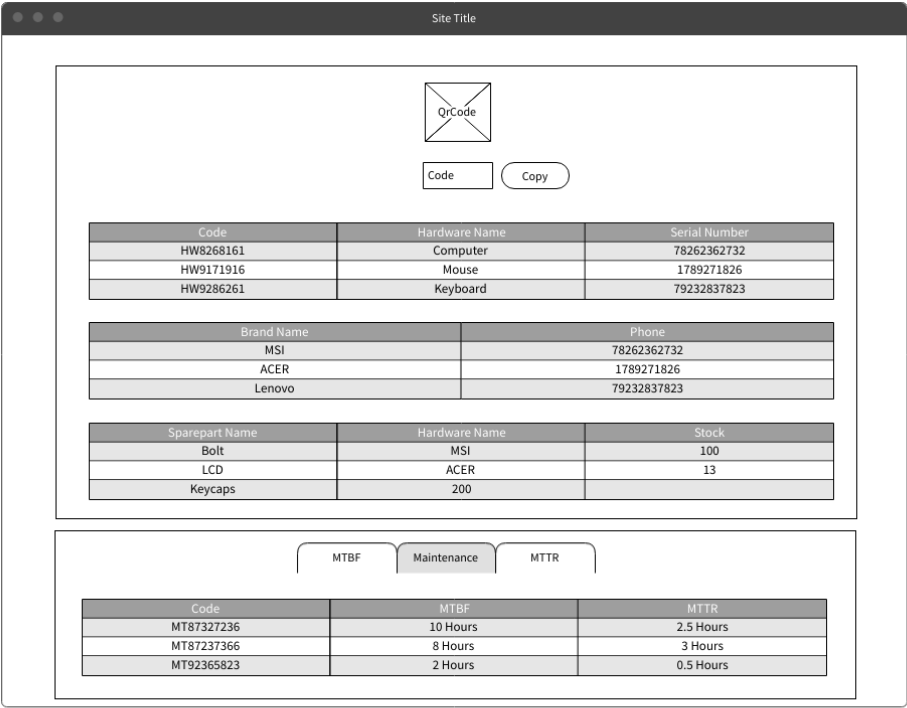 Site Title
QrCode
Code Copy
Code Hardware Name Serial Number
HW8268161 Computer 78262362732
HW9171916 Mouse 1789271826
HW9286261 Keyboard 79232837823
Brand Name Phone
MSI 78262362732
ACER 1789271826
Lenovo 79232837823
Sparepart Name Hardware Name Stock
Bolt MSI 100
LCD ACER 13
Keycaps 200
MTBF Maintenance MTTR
Code MTBF MTTR
MT87327236 10 Hours 2.5 Hours
MT87237366 8 Hours 3 Hours
MT92365823 2 Hours 0.5 Hours